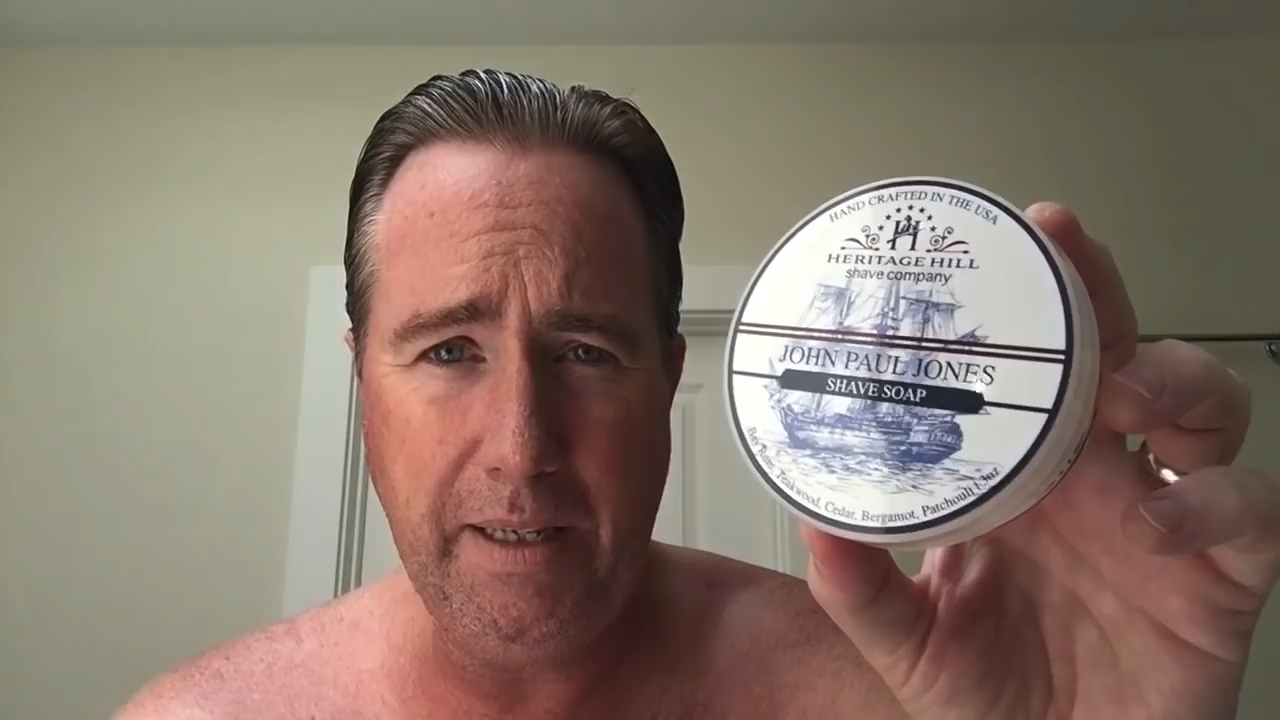 HAND CRAFTED IN THE USA
HERITAGE HILL
shave company
JOHN PAUL JONES
SHAVE SOAP
Teakwood, Cedar, Bergamot, Patchouli